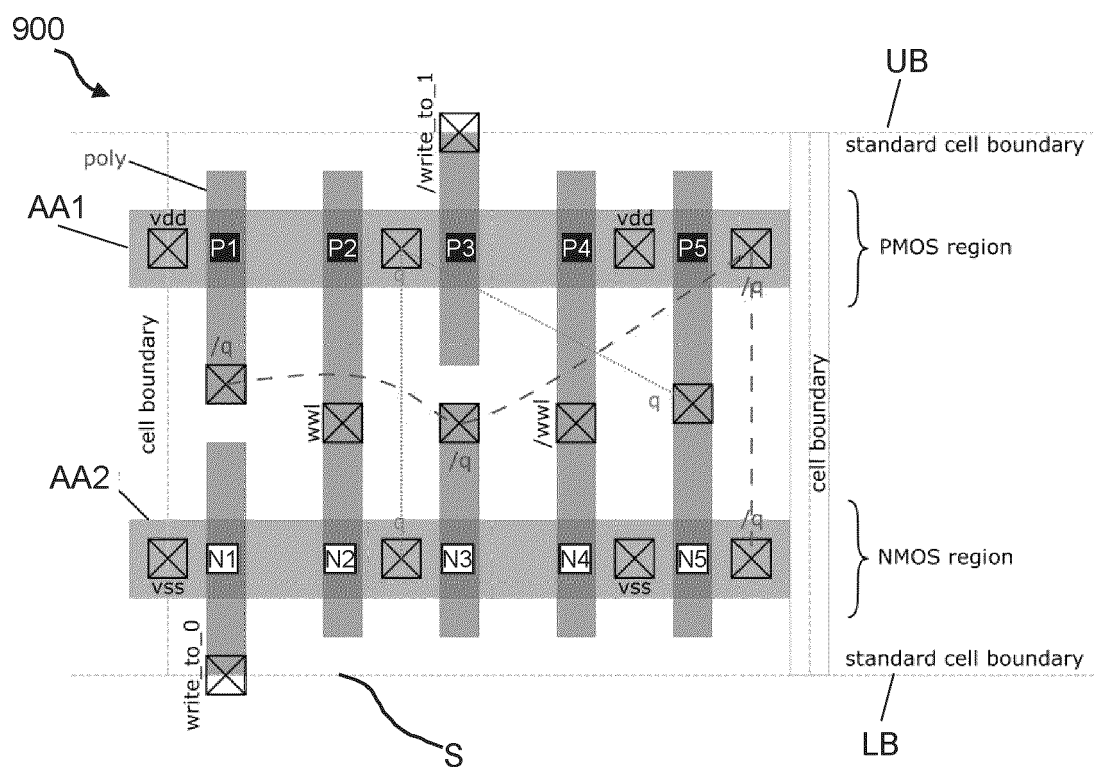 900
UB
/write_to_1
standard cell boundary
poly
AA1
vdd
vdd
P1
P2
P3
P4
P5
PMOS region
q
/q
cell boundary
/q
q
wwl
/wwl
/q
cell boundary
AA2
q
/q
N1
N2
N3
N4
N5
NMOS region
vss
vss
write_to_0
standard cell boundary
S
LB